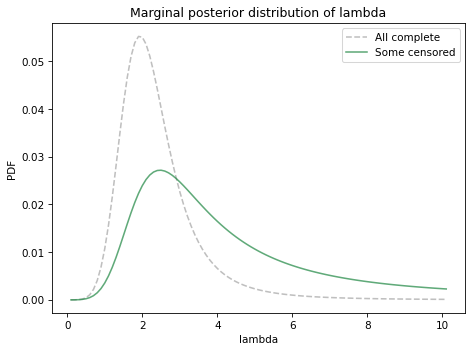 Marginal posterior distribution of lambda
All complete
Some censored
PDF
0.05
0.04
0.03
0.02
0.01
0.00
0 2 4 6 8 10
lambda